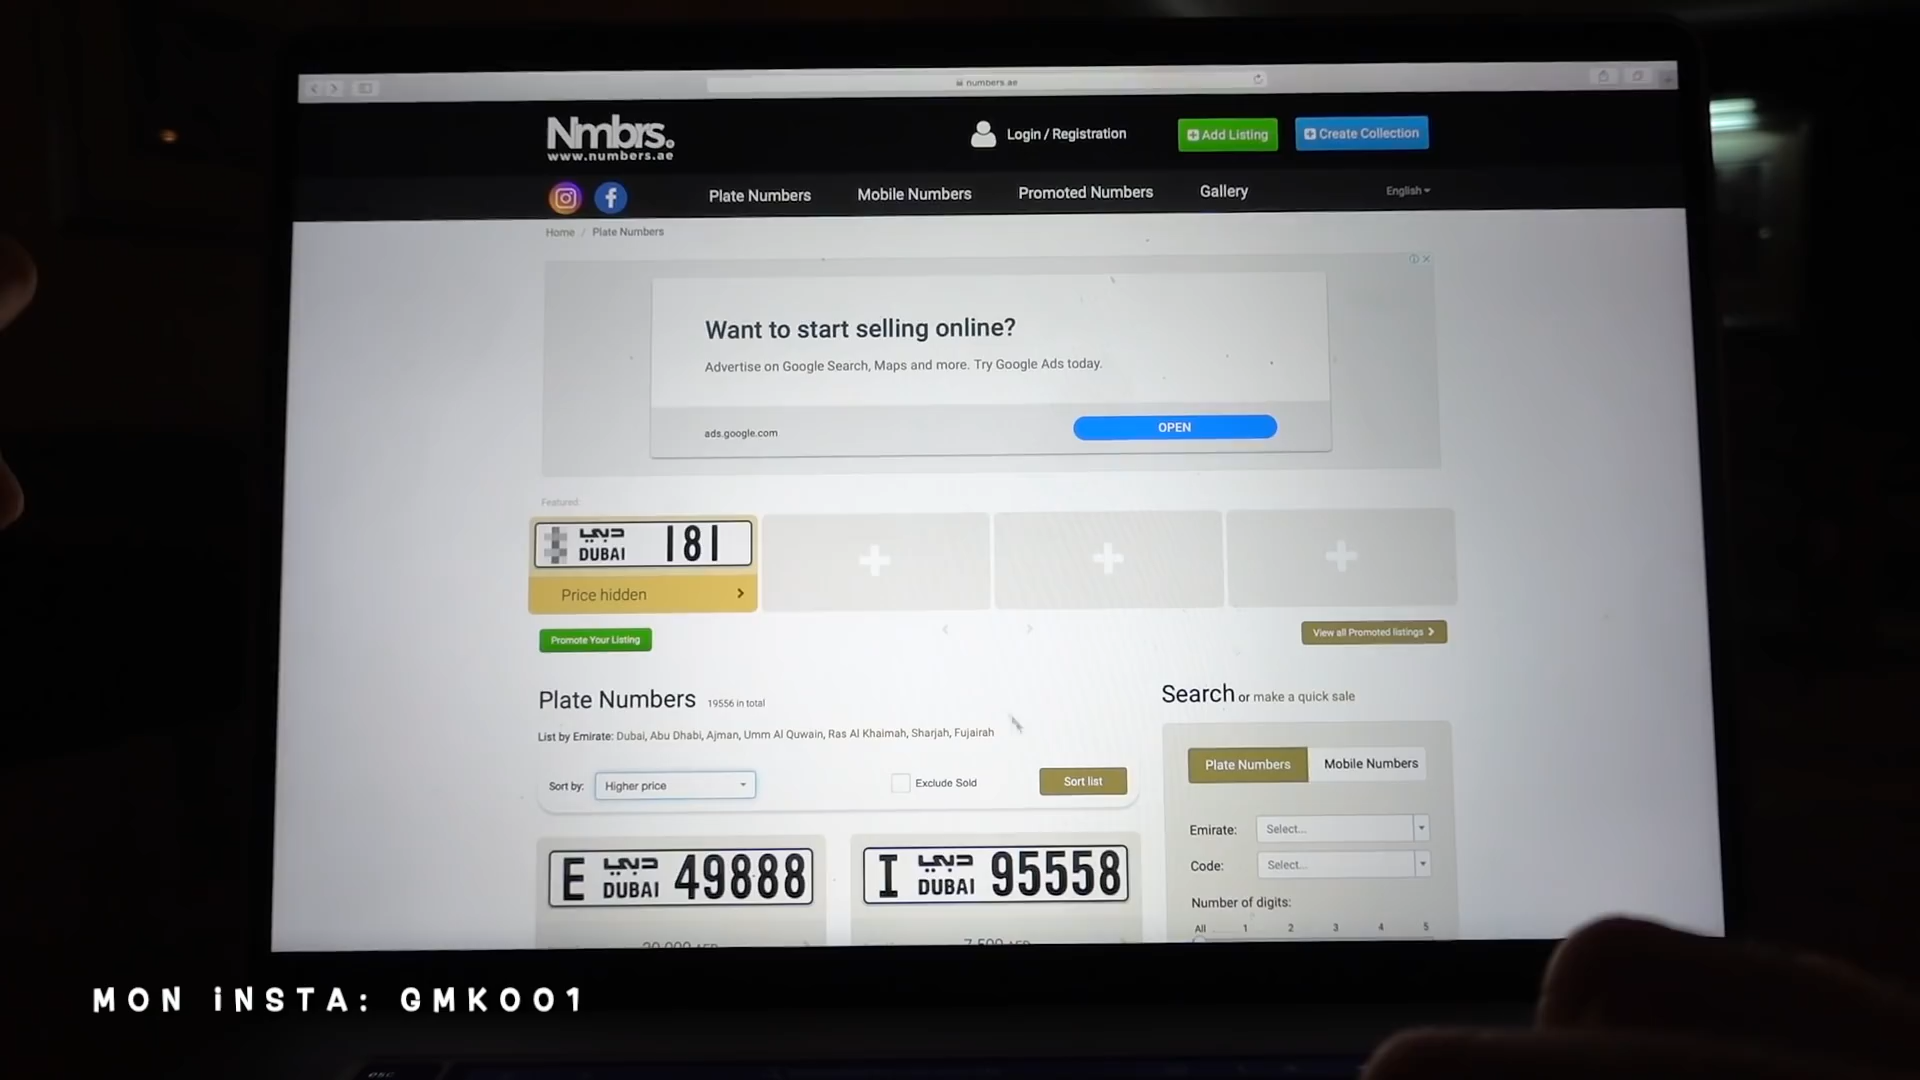 numbers.ae
Nmbrs.
www.numbers.ae
Login / Registration
Add Listing
Create Collection
Plate Numbers
Mobile Numbers
Promoted Numbers
Gallery
English
Home / Plate Numbers
Want to start selling online?
Advertise on Google Search, Maps and more. Try Google Ads today.
ads.google.com
OPEN
Featured:
دبي
DUBAI 181
Price hidden
Promote Your Listing
View all Promoted listings
Plate Numbers 19556 in total
List by Emirate: Dubai, Abu Dhabi, Ajman, Umm Al Quwain, Ras Al Khaimah, Sharjah, Fujairah
Sort by: Higher price
Exclude Sold
Sort list
Search or make a quick sale
Plate Numbers
Mobile Numbers
Emirate: Select...
Code: Select...
Number of digits:
All 1 2 3 4 5
دبي
E DUBAI 49888
دبي
I DUBAI 95558
MON INSTA: GMK001
esc